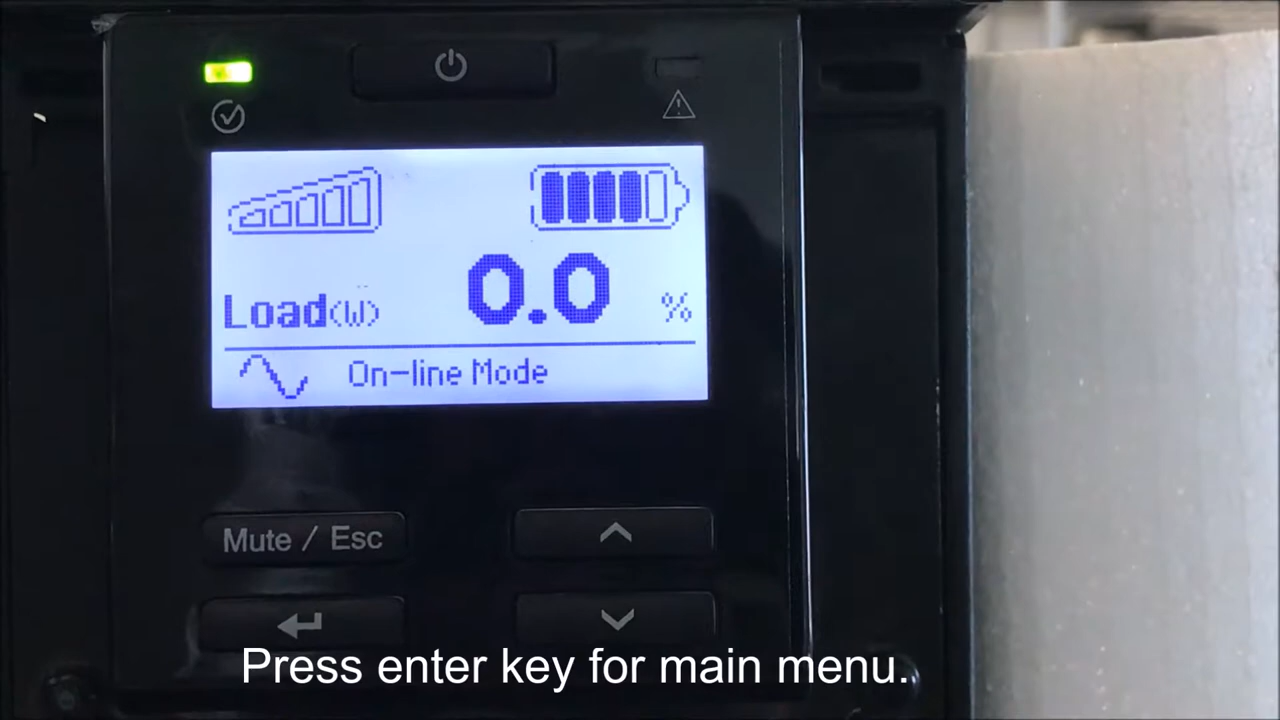 Load(W) 0.0 %
On-line Mode
Mute / Esc
Press enter key for main menu.